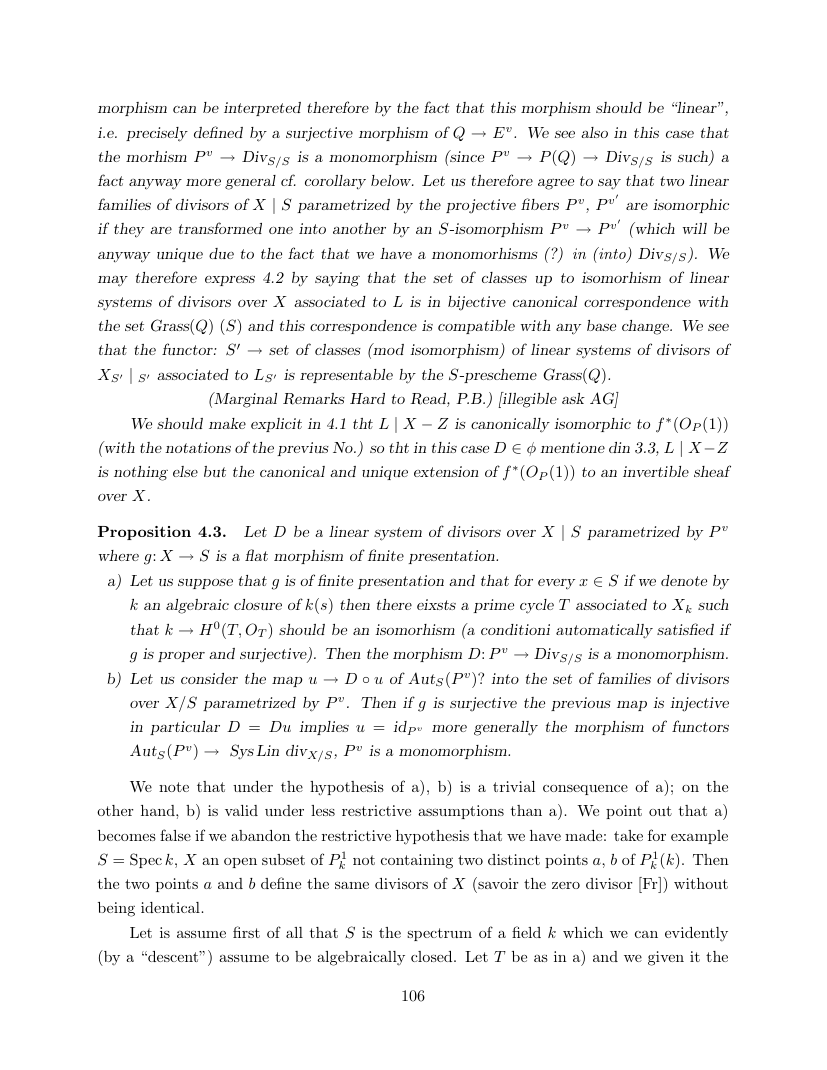 morphism can be interpreted therefore by the fact that this morphism should be “linear”,
i.e. precisely defined by a surjective morphism of Q → Eᵛ. We see also in this case that
the morhism Pᵛ → Div_{S/S} is a monomorphism (since Pᵛ → P(Q) → Div_{S/S} is such) a
fact anyway more general cf. corollary below. Let us therefore agree to say that two linear
families of divisors of X | S parametrized by the projective fibers Pᵛ, Pᵛ′ are isomorphic
if they are transformed one into another by an S-isomorphism Pᵛ → Pᵛ′ (which will be
anyway unique due to the fact that we have a monomorhisms (?) in (into) Div_{S/S}). We
may therefore express 4.2 by saying that the set of classes up to isomorhism of linear
systems of divisors over X associated to L is in bijective canonical correspondence with
the set Grass(Q) (S) and this correspondence is compatible with any base change. We see
that the functor: S′ → set of classes (mod isomorphism) of linear systems of divisors of
X_{S′} | _{S′} associated to L_{S′} is representable by the S-prescheme Grass(Q).
(Marginal Remarks Hard to Read, P.B.) [illegible ask AG]
We should make explicit in 4.1 tht L | X − Z is canonically isomorphic to f*(O_P(1))
(with the notations of the previus No.) so tht in this case D ∈ φ mentione din 3.3, L | X−Z
is nothing else but the canonical and unique extension of f*(O_P(1)) to an invertible sheaf
over X.
Proposition 4.3. Let D be a linear system of divisors over X | S parametrized by Pᵛ
where g: X → S is a flat morphism of finite presentation.
a) Let us suppose that g is of finite presentation and that for every x ∈ S if we denote by
k an algebraic closure of k(s) then there eixsts a prime cycle T associated to X_k such
that k → H⁰(T, O_T) should be an isomorhism (a conditioni automatically satisfied if
g is proper and surjective). Then the morphism D: Pᵛ → Div_{S/S} is a monomorphism.
b) Let us consider the map u → D ∘ u of Aut_S(Pᵛ)? into the set of families of divisors
over X/S parametrized by Pᵛ. Then if g is surjective the previous map is injective
in particular D = Du implies u = id_{Pᵛ} more generally the morphism of functors
Aut_S(Pᵛ) → Sys Lin div_{X/S}, Pᵛ is a monomorphism.
We note that under the hypothesis of a), b) is a trivial consequence of a); on the
other hand, b) is valid under less restrictive assumptions than a). We point out that a)
becomes false if we abandon the restrictive hypothesis that we have made: take for example
S = Spec k, X an open subset of P¹_k not containing two distinct points a, b of P¹_k(k). Then
the two points a and b define the same divisors of X (savoir the zero divisor [Fr]) without
being identical.
Let is assume first of all that S is the spectrum of a field k which we can evidently
(by a “descent”) assume to be algebraically closed. Let T be as in a) and we given it the
106